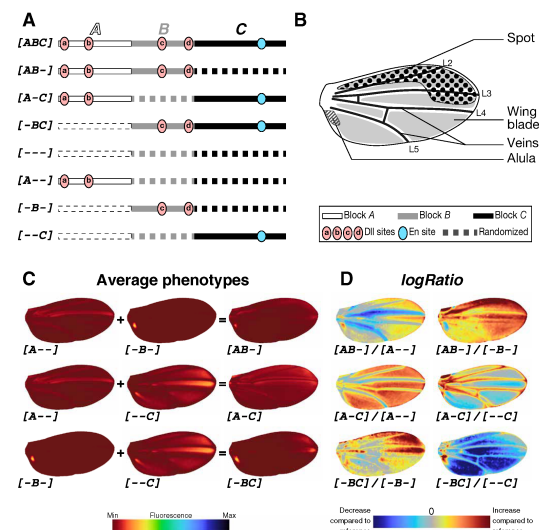 A
B
A B C
[ABC] a b c d
[AB-] a b c d
[A-C] a b
[-BC] c d
[---]
[A--] a b
[-B-] c d
[--C]
Spot
L2
L3
L4
L5
Wing
blade
Veins
Alula
Block A Block B Block C
a b c d Dll sites En site Randomized
C Average phenotypes
D logRatio
+ =
[A--] [-B-] [AB-]
[AB-]/[A--] [AB-]/[-B-]
+ =
[A--] [--C] [A-C]
[A-C]/[A--] [A-C]/[--C]
+ =
[-B-] [--C] [-BC]
[-BC]/[-B-] [-BC]/[--C]
Min Fluorescence Max
Decrease 0 Increase
compared to compared to